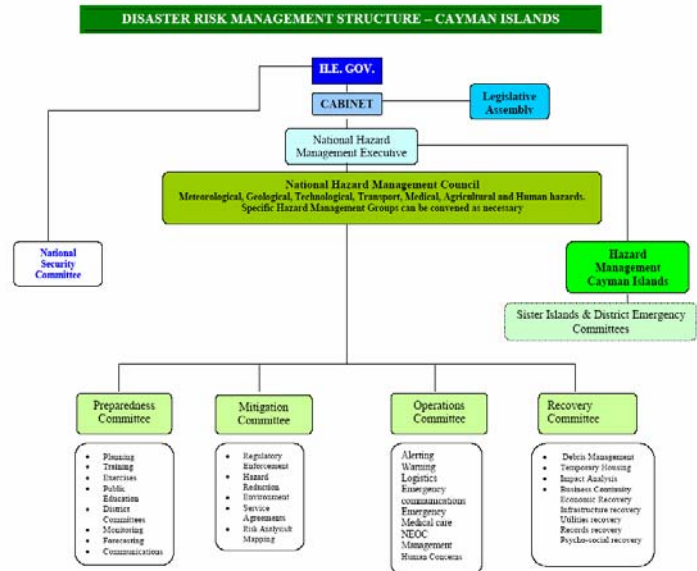 DISASTER RISK MANAGEMENT STRUCTURE – CAYMAN ISLANDS
H.E. GOV.
CABINET
Legislative
Assembly
National Hazard
Management Executive
National Hazard Management Council
Meteorological, Geological, Technological, Transport, Medical, Agricultural and Human hazards.
Specific Hazard Management Groups can be convened as necessary
National
Security
Committee
Hazard
Management
Cayman Islands
Sister Islands & District Emergency
Committees
Preparedness
Committee
• Planning
• Training
• Exercises
• Public
Education
• District
Committees
• Monitoring
• Forecasting
• Communications
Mitigation
Committee
• Regulatory
Enforcement
• Hazard
Reduction
• Environment
• Service
Agreements
• Risk Analysis&
Mapping
Operations
Committee
Alerting
Warning
Logistics
Emergency
communications
Emergency
Medical care
NEOC
Management
Human Concerns
Recovery
Committee
• Debris Management
• Temporary Housing
• Impact Analysis
• Business Continuity
Economic Recovery
Infrastructure recovery
Utilities recovery
Records recovery
Psycho-social recovery